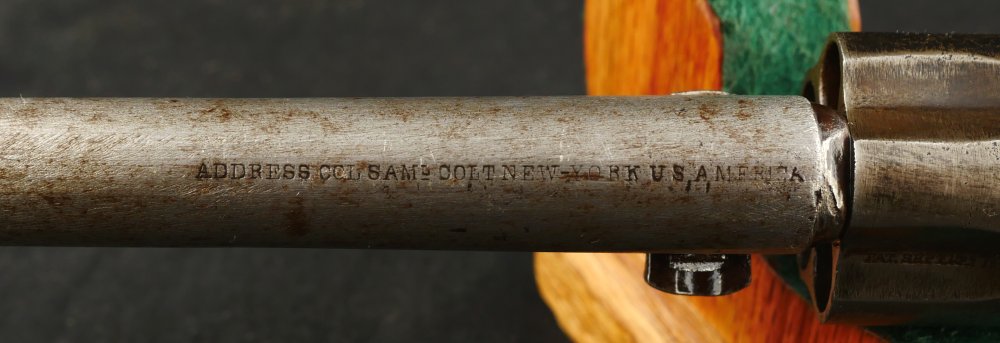 ADDRESS COL. SAMᴸ COLT NEW-YORK U.S. AMERICA